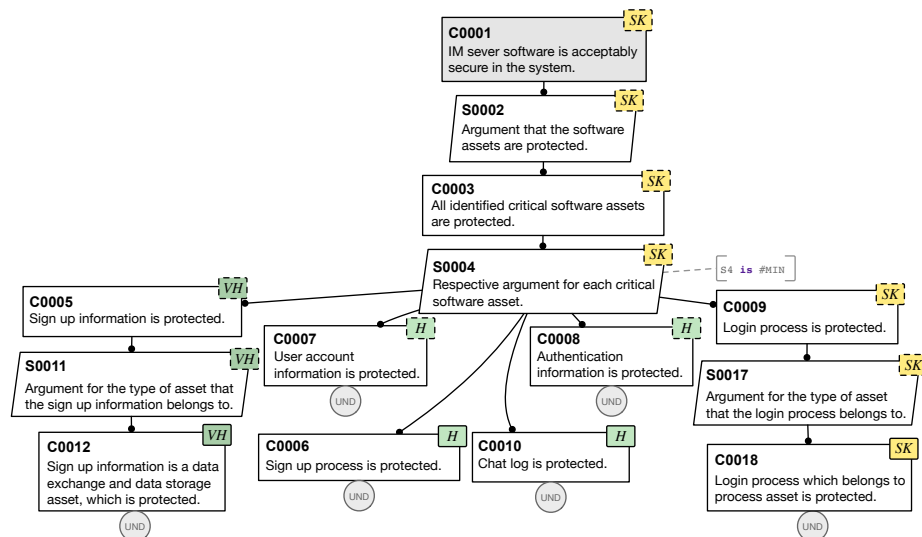 SK
C0001
IM sever software is acceptably
secure in the system.
SK
S0002
Argument that the software
assets are protected.
SK
C0003
All identified critical software assets
are protected.
SK
S0004
Respective argument for each critical
software asset.
S4 is #MIN
VH
C0005
Sign up information is protected.
H
C0007
User account
information is protected.
UND
H
C0008
Authentication
information is protected.
UND
SK
C0009
Login process is protected.
VH
S0011
Argument for the type of asset that
the sign up information belongs to.
SK
S0017
Argument for the type of asset
that the login process belongs to.
VH
C0012
Sign up information is a data
exchange and data storage
asset, which is protected.
UND
H
C0006
Sign up process is protected.
UND
H
C0010
Chat log is protected.
UND
SK
C0018
Login process which belongs to
process asset is protected.
UND